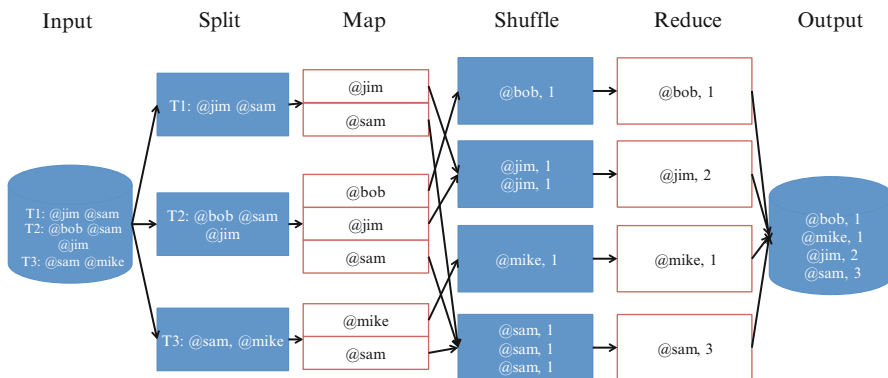 Input
Split
Map
Shuffle
Reduce
Output
T1: @jim @sam
T2: @bob @sam
@jim
T3: @sam @mike
T1: @jim @sam
T2: @bob @sam
@jim
T3: @sam, @mike
@jim
@sam
@bob
@jim
@sam
@mike
@sam
@bob, 1
@jim, 1
@jim, 1
@mike, 1
@sam, 1
@sam, 1
@sam, 1
@bob, 1
@jim, 2
@mike, 1
@sam, 3
@bob, 1
@mike, 1
@jim, 2
@sam, 3